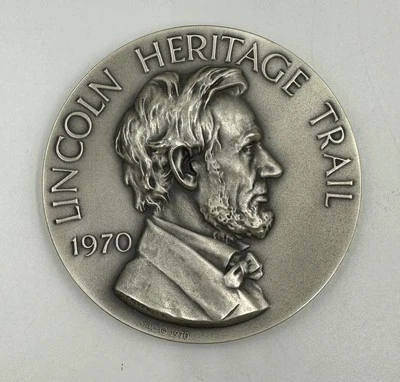 LINCOLN HERITAGE TRAIL
1970